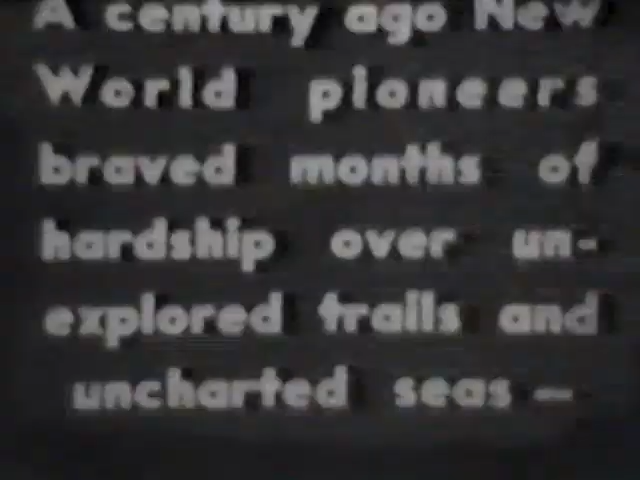 A century ago New
World pioneers
braved months of
hardship over un-
explored trails and
uncharted seas —